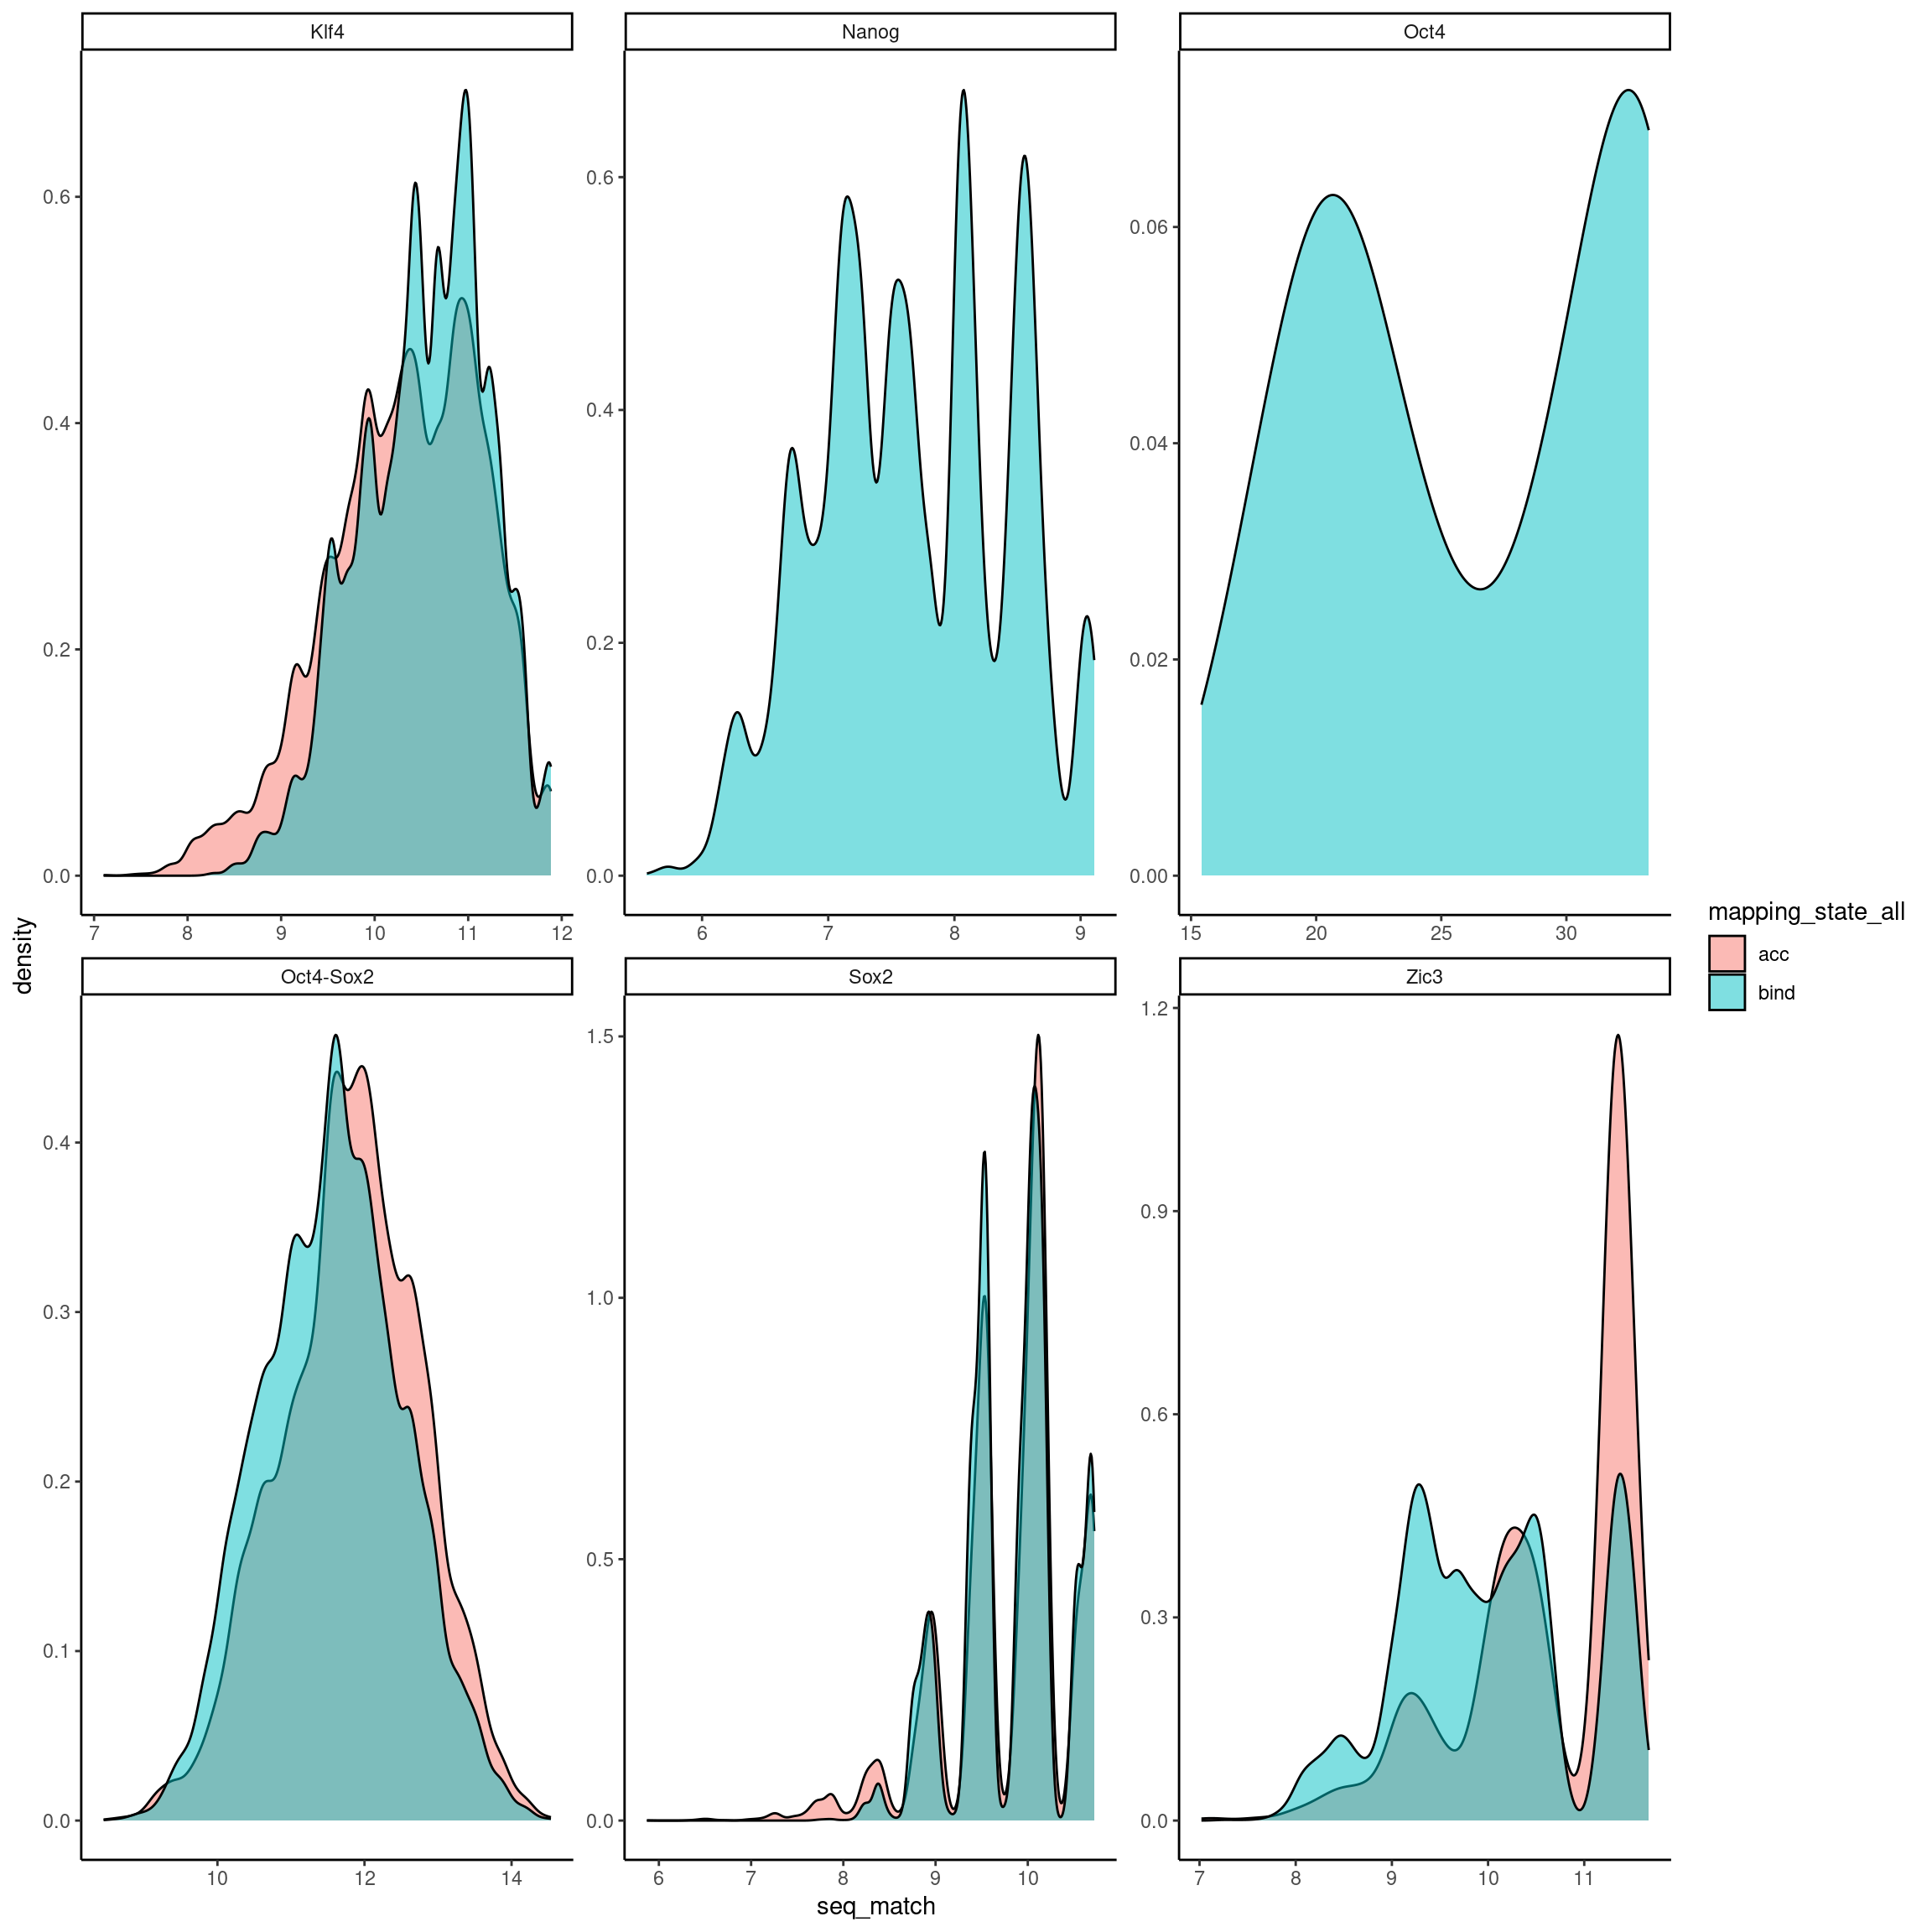 Klf4
Nanog
Oct4
0.6
0.4
0.2
0.0
7 8 9 10 11 12
0.6
0.4
0.2
0.0
6 7 8 9
0.06
0.04
0.02
0.00
15 20 25 30
Oct4-Sox2
Sox2
Zic3
0.4
0.3
0.2
0.1
0.0
10 12 14
1.5
1.0
0.5
0.0
6 7 8 9 10
1.2
0.9
0.6
0.3
0.0
7 8 9 10 11
density
seq_match
mapping_state_all
acc
bind